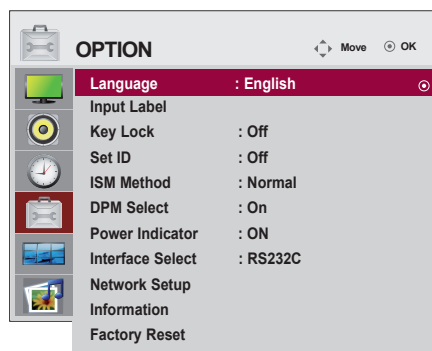 OPTION Move OK
Language : English
Input Label
Key Lock : Off
Set ID : Off
ISM Method : Normal
DPM Select : On
Power Indicator : ON
Interface Select : RS232C
Network Setup
Information
Factory Reset